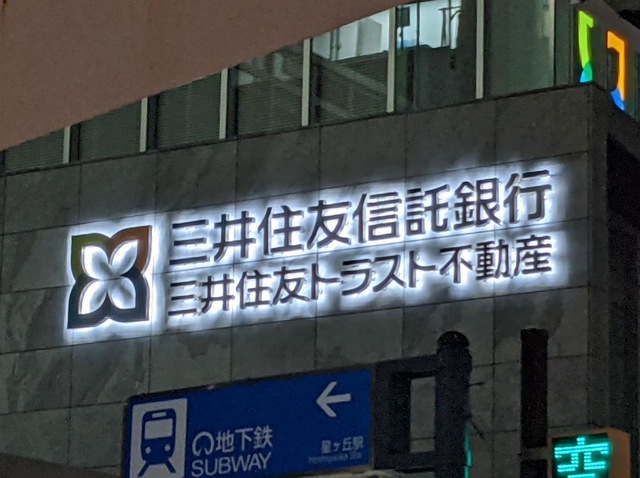 三井住友信託銀行
三井住友トラスト不動産
地下鉄
SUBWAY
星ヶ丘駅
空